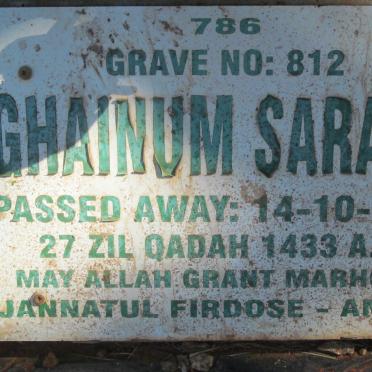 786
GRAVE NO: 812
GHAINUM SARA
PASSED AWAY: 14-10-
27 ZIL QADAH 1433 A.
MAY ALLAH GRANT MARHO
JANNATUL FIRDOSE - AM